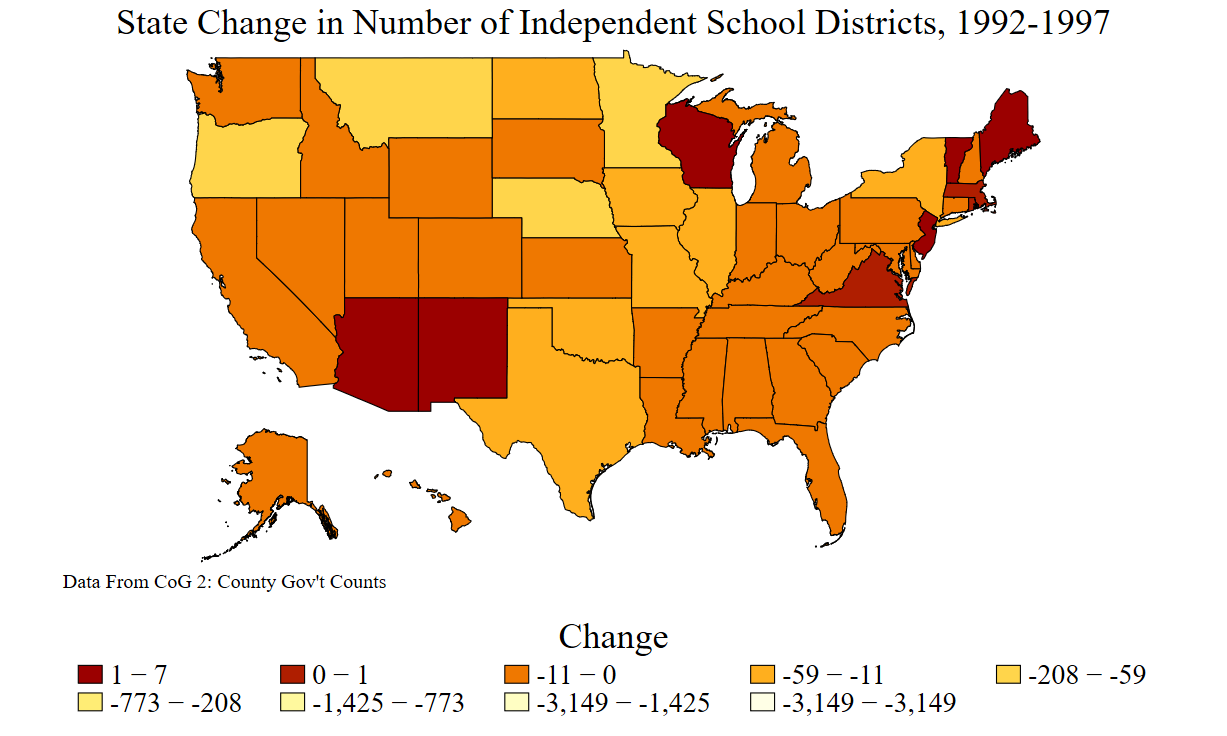 State Change in Number of Independent School Districts, 1992-1997
Data From CoG 2: County Gov't Counts
Change
1 − 7 0 − 1 -11 − 0 -59 − -11 -208 − -59
-773 − -208 -1,425 − -773 -3,149 − -1,425 -3,149 − -3,149